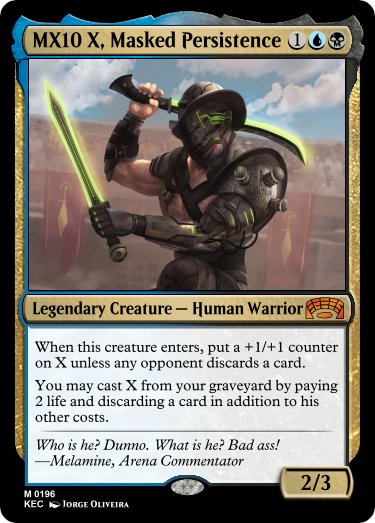 MX10 X, Masked Persistence 1
Legendary Creature — Human Warrior
When this creature enters, put a +1/+1 counter
on X unless any opponent discards a card.
You may cast X from your graveyard by paying
2 life and discarding a card in addition to his
other costs.
Who is he? Dunno. What is he? Bad ass!
—Melamine, Arena Commentator
2/3
M 0196
KEC Jorge Oliveira